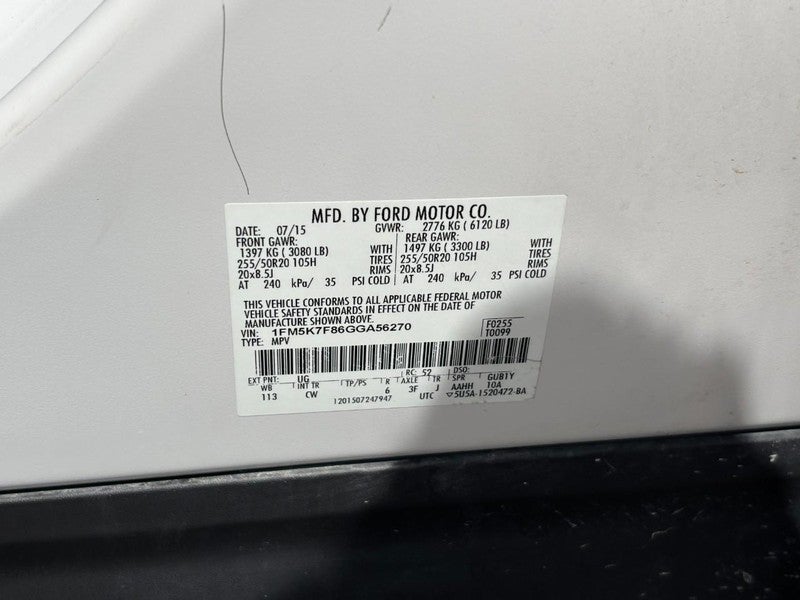 MFD. BY FORD MOTOR CO.
DATE: 07/15 GVWR: 2776 KG ( 6120 LB)
FRONT GAWR: REAR GAWR:
1397 KG ( 3080 LB) WITH 1497 KG ( 3300 LB) WITH
255/50R20 105H TIRES 255/50R20 105H TIRES
20x8.5J RIMS 20x8.5J RIMS
AT 240 kPa/ 35 PSI COLD AT 240 kPa/ 35 PSI COLD
THIS VEHICLE CONFORMS TO ALL APPLICABLE FEDERAL MOTOR
VEHICLE SAFETY STANDARDS IN EFFECT ON THE DATE OF
MANUFACTURE SHOWN ABOVE.
VIN: 1FM5K7F86GGA56270 F0255
TYPE: MPV T0099
EXT PNT: UG RC: 52 DSO:
WB INT TR TP/PS R AXLE TR SPR GUB1Y
113 CW 6 3F J AAHH 10A
1201507247947 UTC ▽5U5A-1520472-BA